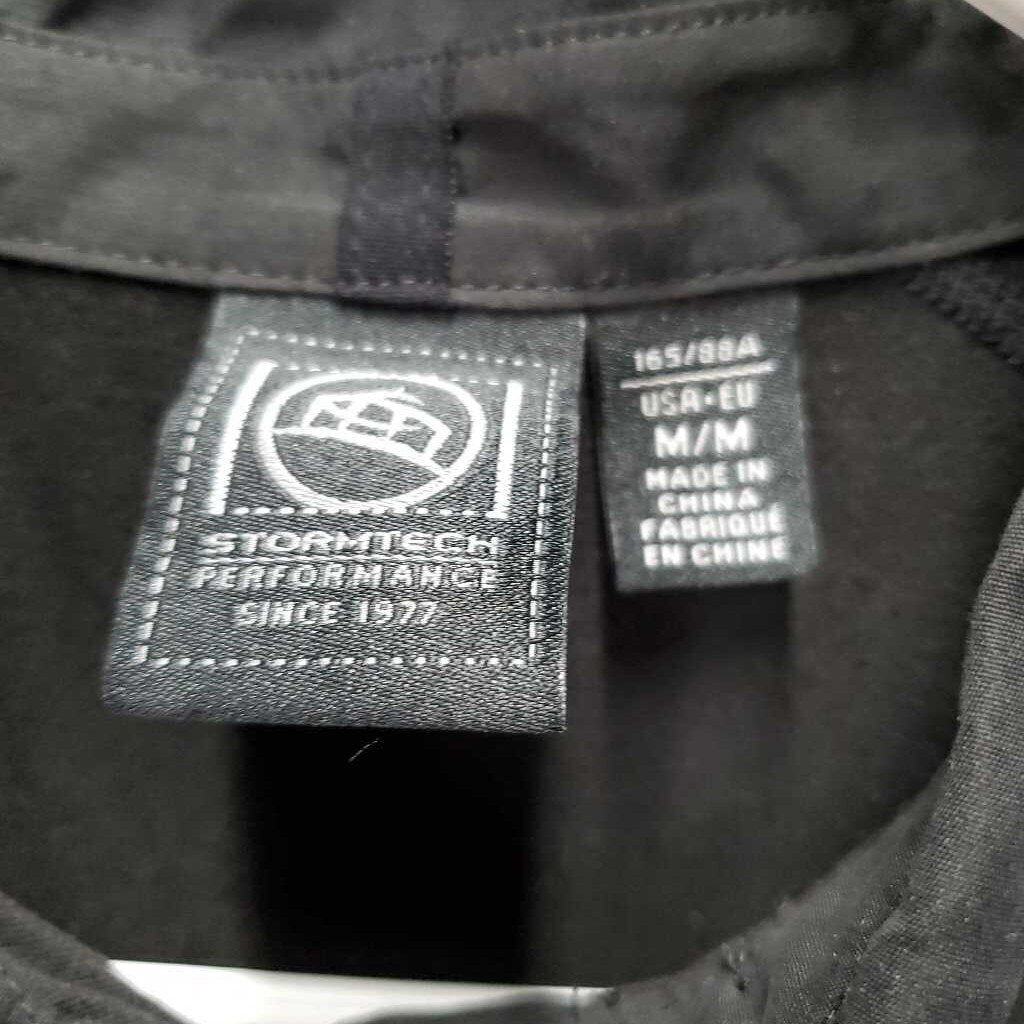 STORMTECH
PERFORMANCE
SINCE 1977
165/88A
USA•EU
M/M
MADE IN
CHINA
FABRIQUÉ
EN CHINE